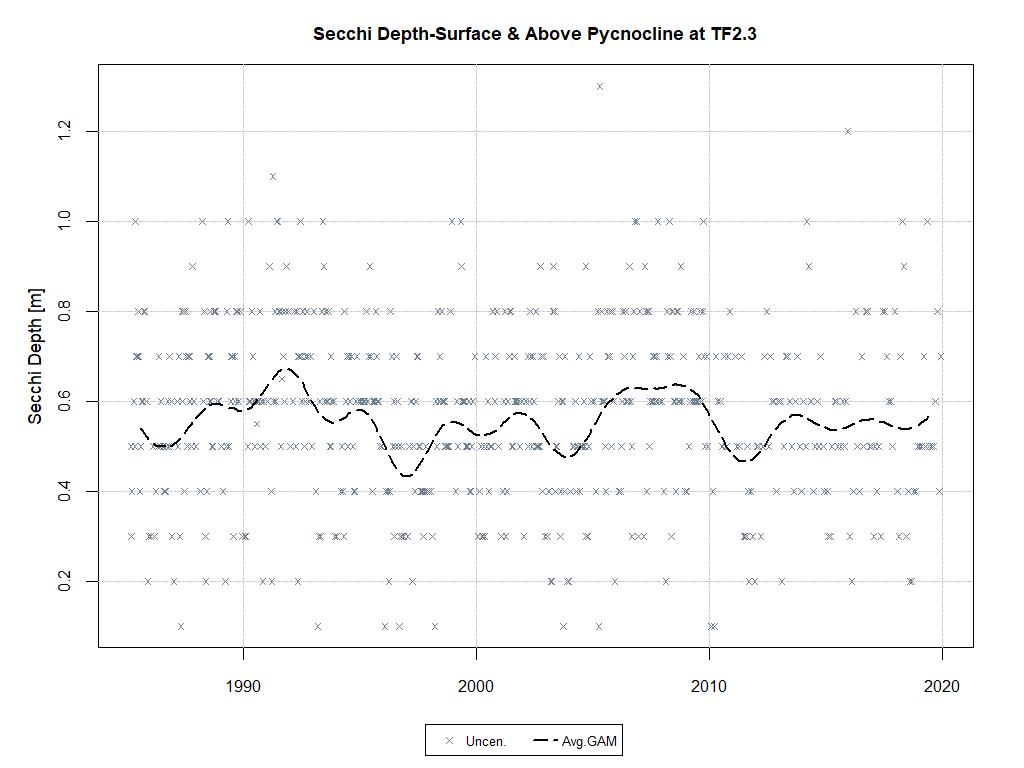 Secchi Depth-Surface & Above Pycnocline at TF2.3
Secchi Depth [m]
1.2
1.0
0.8
0.6
0.4
0.2
1990 2000 2010 2020
Uncen. Avg.GAM